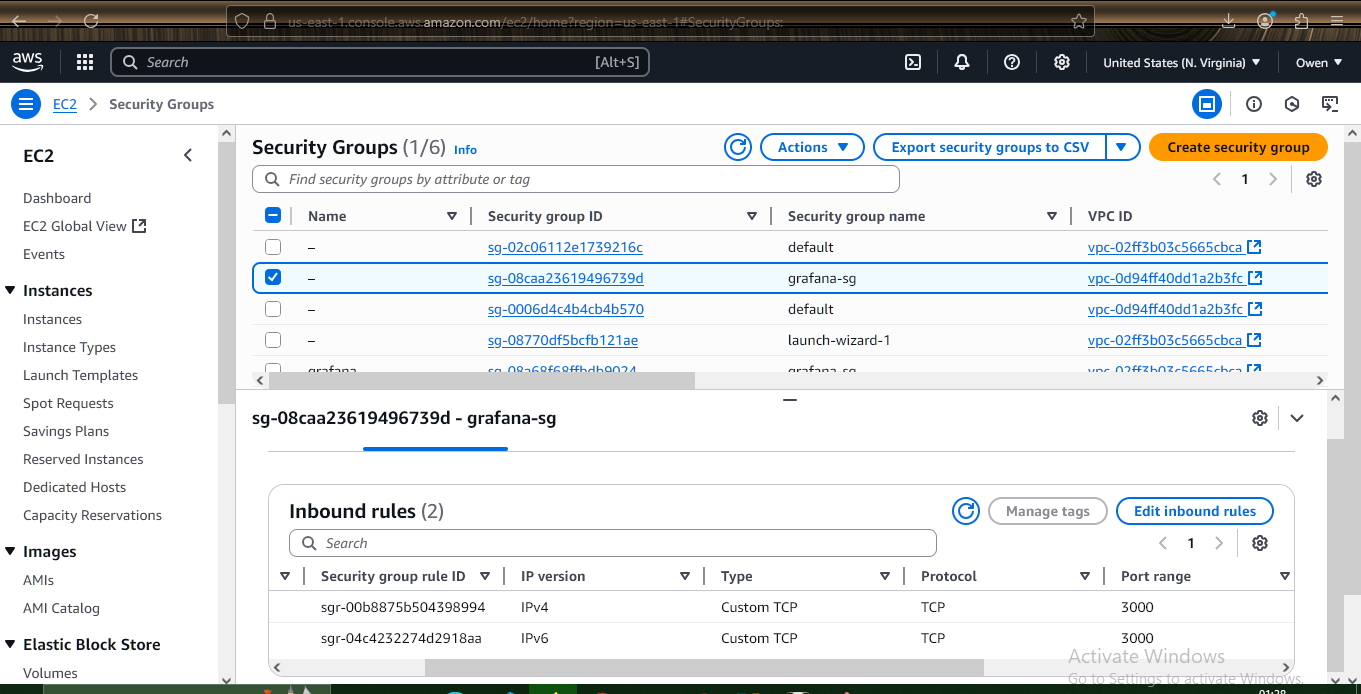 us-east-1.console.aws.amazon.com/ec2/home?region=us-east-1#SecurityGroups:
aws
Search
[Alt+S]
United States (N. Virginia)
Owen
EC2
Security Groups
EC2
Dashboard
EC2 Global View
Events
Instances
Instances
Instance Types
Launch Templates
Spot Requests
Savings Plans
Reserved Instances
Dedicated Hosts
Capacity Reservations
Images
AMIs
AMI Catalog
Elastic Block Store
Volumes
Security Groups (1/6) Info
Actions
Export security groups to CSV
Create security group
Find security groups by attribute or tag
1
Name Security group ID Security group name VPC ID
– sg-02c06112e1739216c default vpc-02ff3b03c5665cbca
– sg-08caa23619496739d grafana-sg vpc-0d94ff40dd1a2b3fc
– sg-0006d4c4b4cb4b570 default vpc-0d94ff40dd1a2b3fc
– sg-08770df5bcfb121ae launch-wizard-1 vpc-02ff3b03c5665cbca
grafana sg-08a68f68ffbdb9024 grafana-sg vpc-02ff3b03c5665cbca
sg-08caa23619496739d - grafana-sg
Inbound rules (2)
Manage tags
Edit inbound rules
Search
1
Security group rule ID IP version Type Protocol Port range
sgr-00b8875b504398994 IPv4 Custom TCP TCP 3000
sgr-04c4232274d2918aa IPv6 Custom TCP TCP 3000
Activate Windows
Go to Settings to activate Windows.
01:28